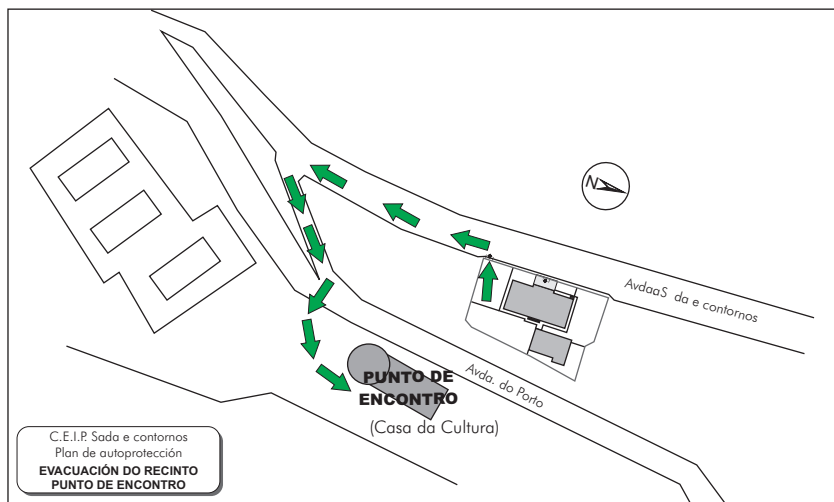 N
AvdaaS da e contornos
Avda. do Porto
PUNTO DE
ENCONTRO
(Casa da Cultura)
C.E.I.P. Sada e contornos
Plan de autoprotección
EVACUACIÓN DO RECINTO
PUNTO DE ENCONTRO